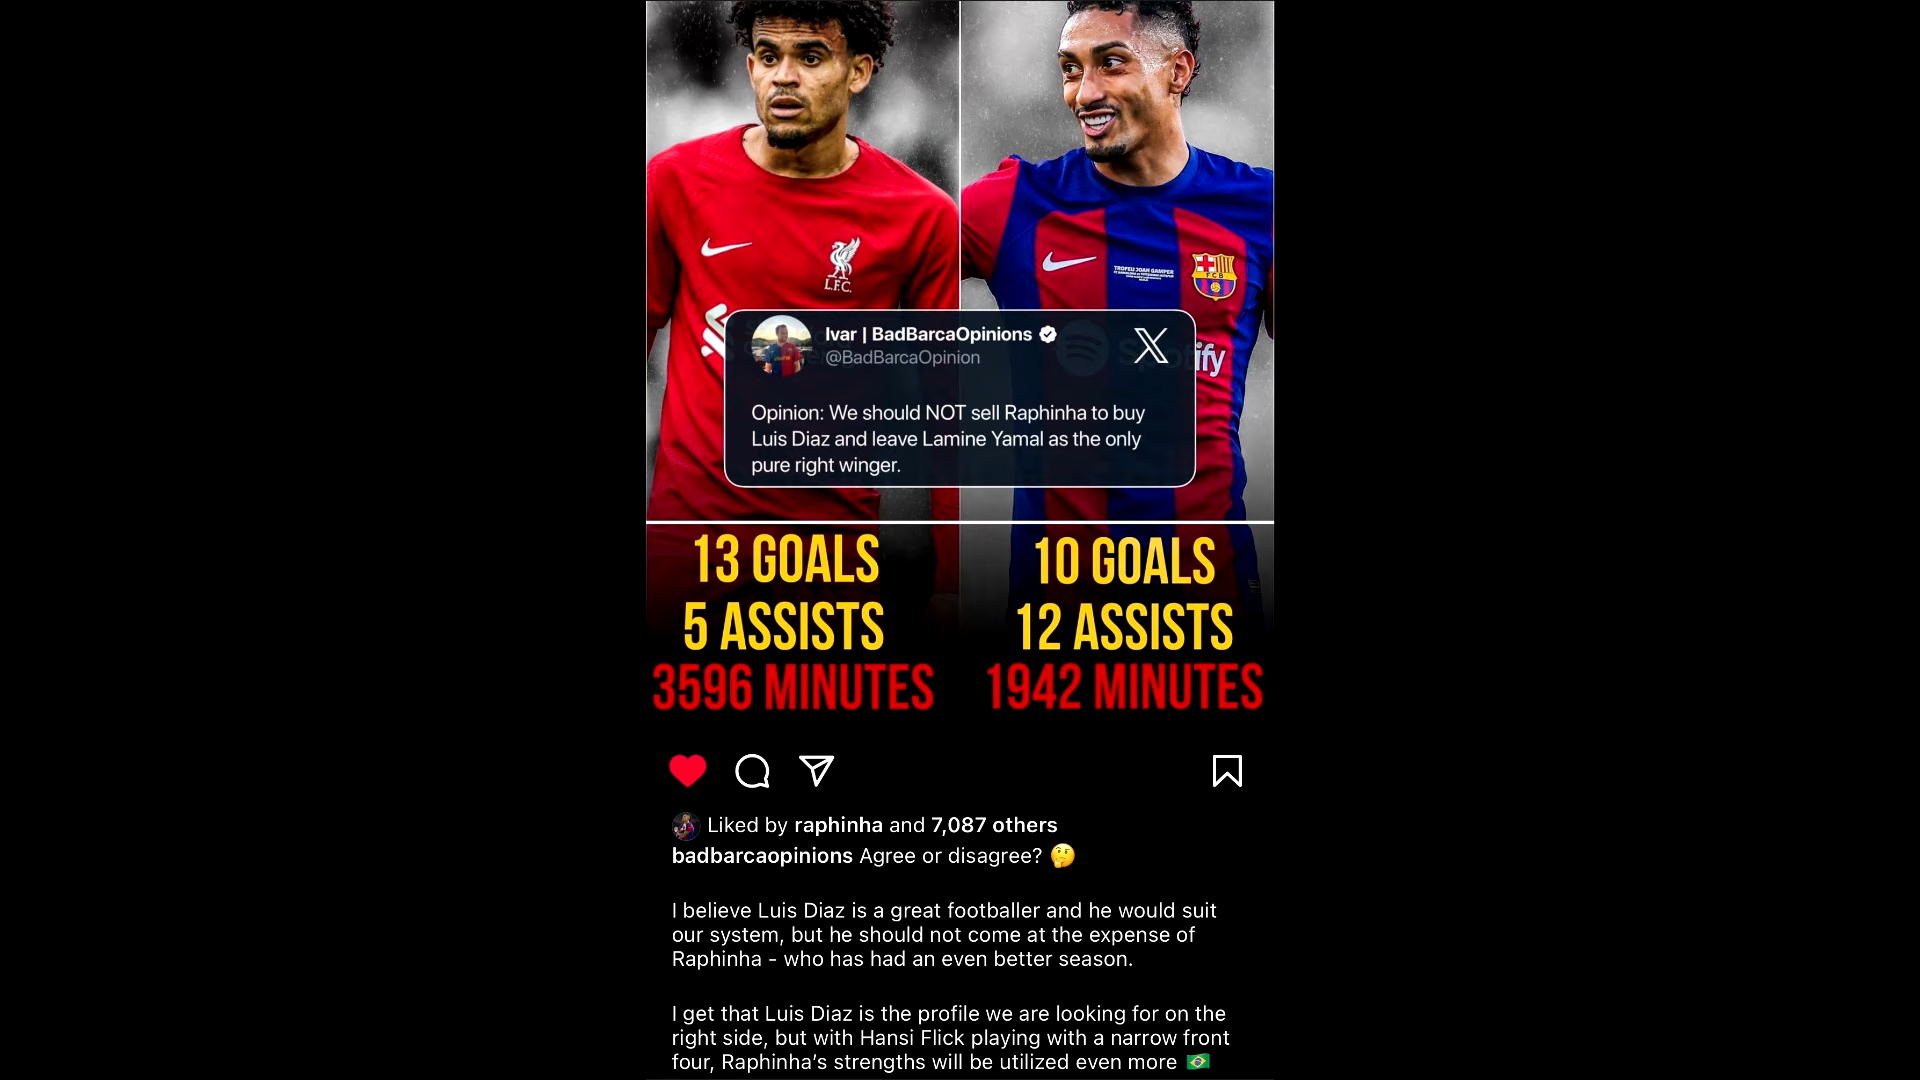 L.F.C.
TROFEU JOAN GAMPER
FCB
Ivar | BadBarcaOpinions
@BadBarcaOpinion
Spotify
Opinion: We should NOT sell Raphinha to buy
Luis Diaz and leave Lamine Yamal as the only
pure right winger.
13 GOALS
5 ASSISTS
3596 MINUTES
10 GOALS
12 ASSISTS
1942 MINUTES
Liked by raphinha and 7,087 others
badbarcaopinions Agree or disagree? 🤔
I believe Luis Diaz is a great footballer and he would suit
our system, but he should not come at the expense of
Raphinha - who has had an even better season.
I get that Luis Diaz is the profile we are looking for on the
right side, but with Hansi Flick playing with a narrow front
four, Raphinha’s strengths will be utilized even more 🇧🇷